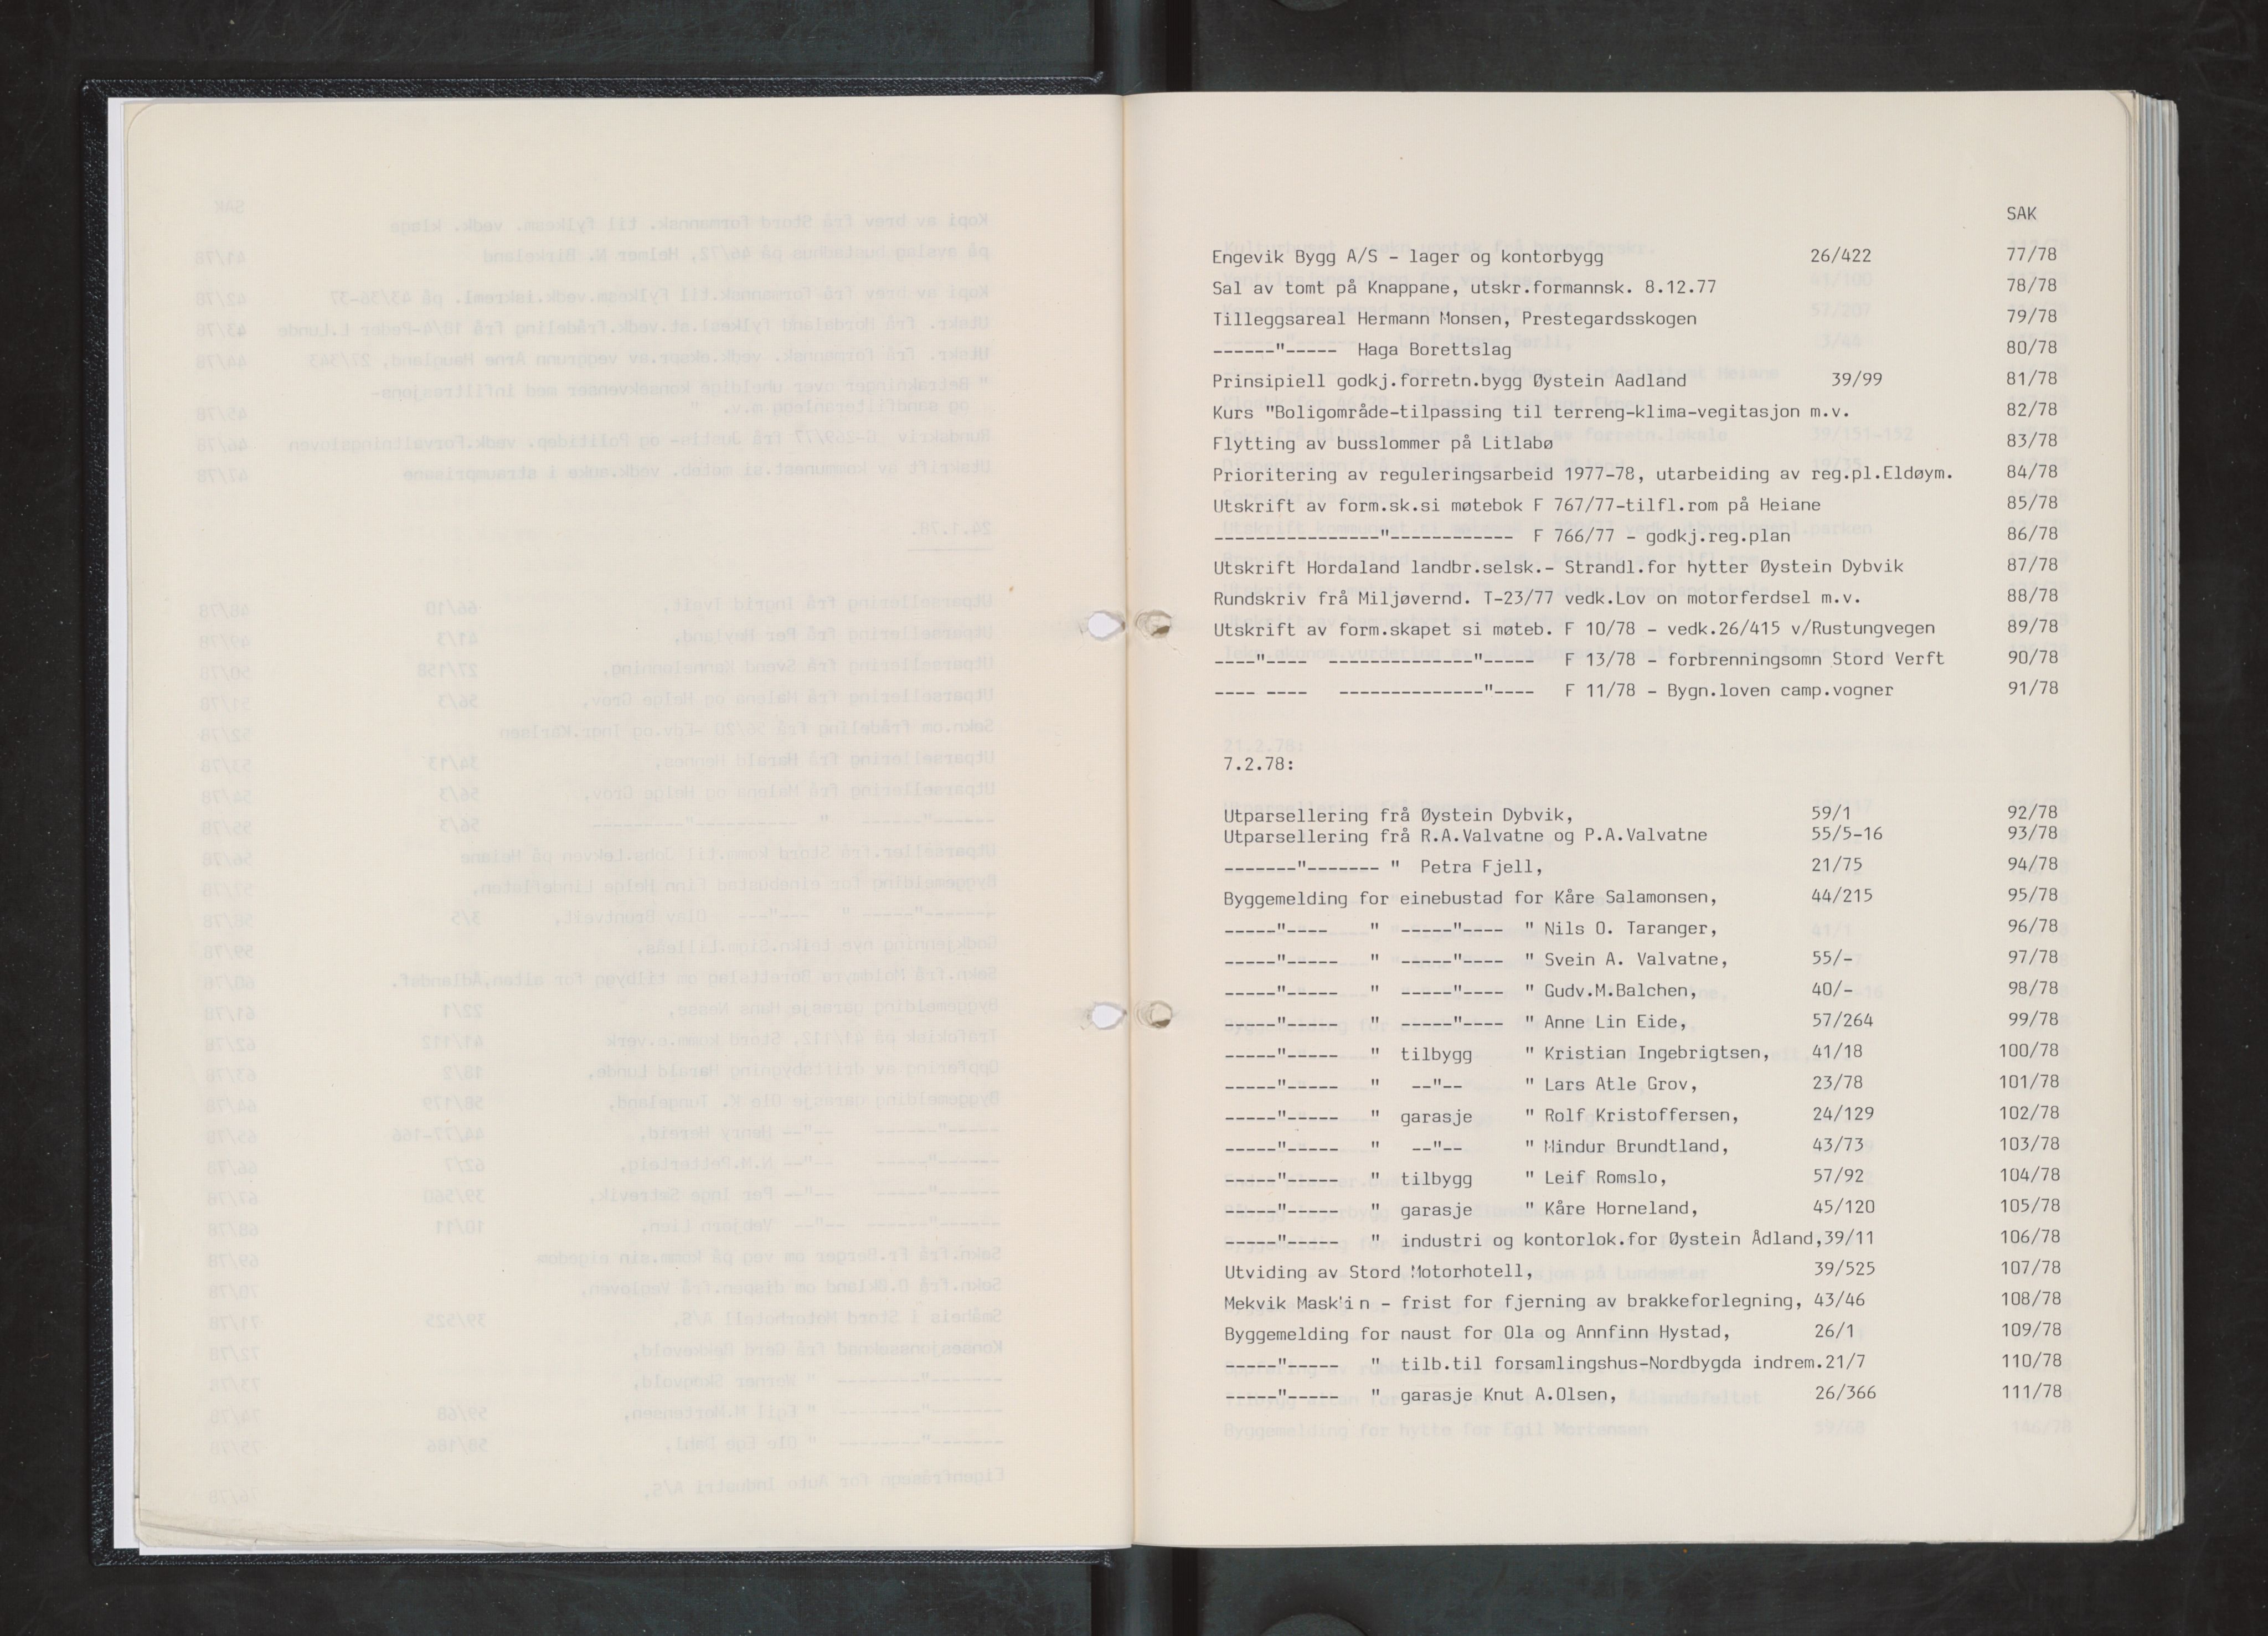 SAK
Engevik Bygg A/S - lager og kontorbygg 26/422 77/78
Sal av tomt på Knappane, utskr.formannsk. 8.12.77 78/78
Tilleggsareal Hermann Monsen, Prestegardsskogen 79/78
------"----- Haga Borettslag 80/78
Prinsipiell godkj.forretn.bygg Øystein Aadland 39/99 81/78
Kurs "Boligområde-tilpassing til terreng-klima-vegitasjon m.v. 82/78
Flytting av busslommer på Litlabø 83/78
Prioritering av reguleringsarbeid 1977-78, utarbeiding av reg.pl.Eldøym. 84/78
Utskrift av form.sk.si møtebok F 767/77-tilfl.rom på Heiane 85/78
----------------"------------ F 766/77 - godkj.reg.plan 86/78
Utskrift Hordaland landbr.selsk.- Strandl.for hytter Øystein Dybvik 87/78
Rundskriv frå Miljøvernd. T-23/77 vedk.Lov on motorferdsel m.v. 88/78
Utskrift av form.skapet si møteb. F 10/78 - vedk.26/415 v/Rustungvegen 89/78
----"---- --------------"----- F 13/78 - forbrenningsomn Stord Verft 90/78
---- ---- --------------"---- F 11/78 - Bygn.loven camp.vogner 91/78
7.2.78:
Utparsellering frå Øystein Dybvik, 59/1 92/78
Utparsellering frå R.A.Valvatne og P.A.Valvatne 55/5-16 93/78
-------"------- " Petra Fjell, 21/75 94/78
Byggemelding for einebustad for Kåre Salamonsen, 44/215 95/78
-----"---- " -----"---- " Nils O. Taranger, 96/78
-----"----- " -----"---- " Svein A. Valvatne, 55/- 97/78
-----"----- " -----"---- " Gudv.M.Balchen, 40/- 98/78
-----"----- " -----"---- " Anne Lin Eide, 57/264 99/78
-----"----- " tilbygg " Kristian Ingebrigtsen, 41/18 100/78
-----"----- " --"-- " Lars Atle Grov, 23/78 101/78
-----"----- " garasje " Rolf Kristoffersen, 24/129 102/78
-----"----- " --"-- " Mindur Brundtland, 43/73 103/78
-----"----- " tilbygg " Leif Romslo, 57/92 104/78
-----"----- " garasje " Kåre Horneland, 45/120 105/78
-----"----- " industri og kontorlok.for Øystein Ådland,39/11 106/78
Utviding av Stord Motorhotell, 39/525 107/78
Mekvik Mask'in - frist for fjerning av brakkeforlegning, 43/46 108/78
Byggemelding for naust for Ola og Annfinn Hystad, 26/1 109/78
-----"----- " tilb.til forsamlingshus-Nordbygda indrem.21/7 110/78
-----"----- " garasje Knut A.Olsen, 26/366 111/78